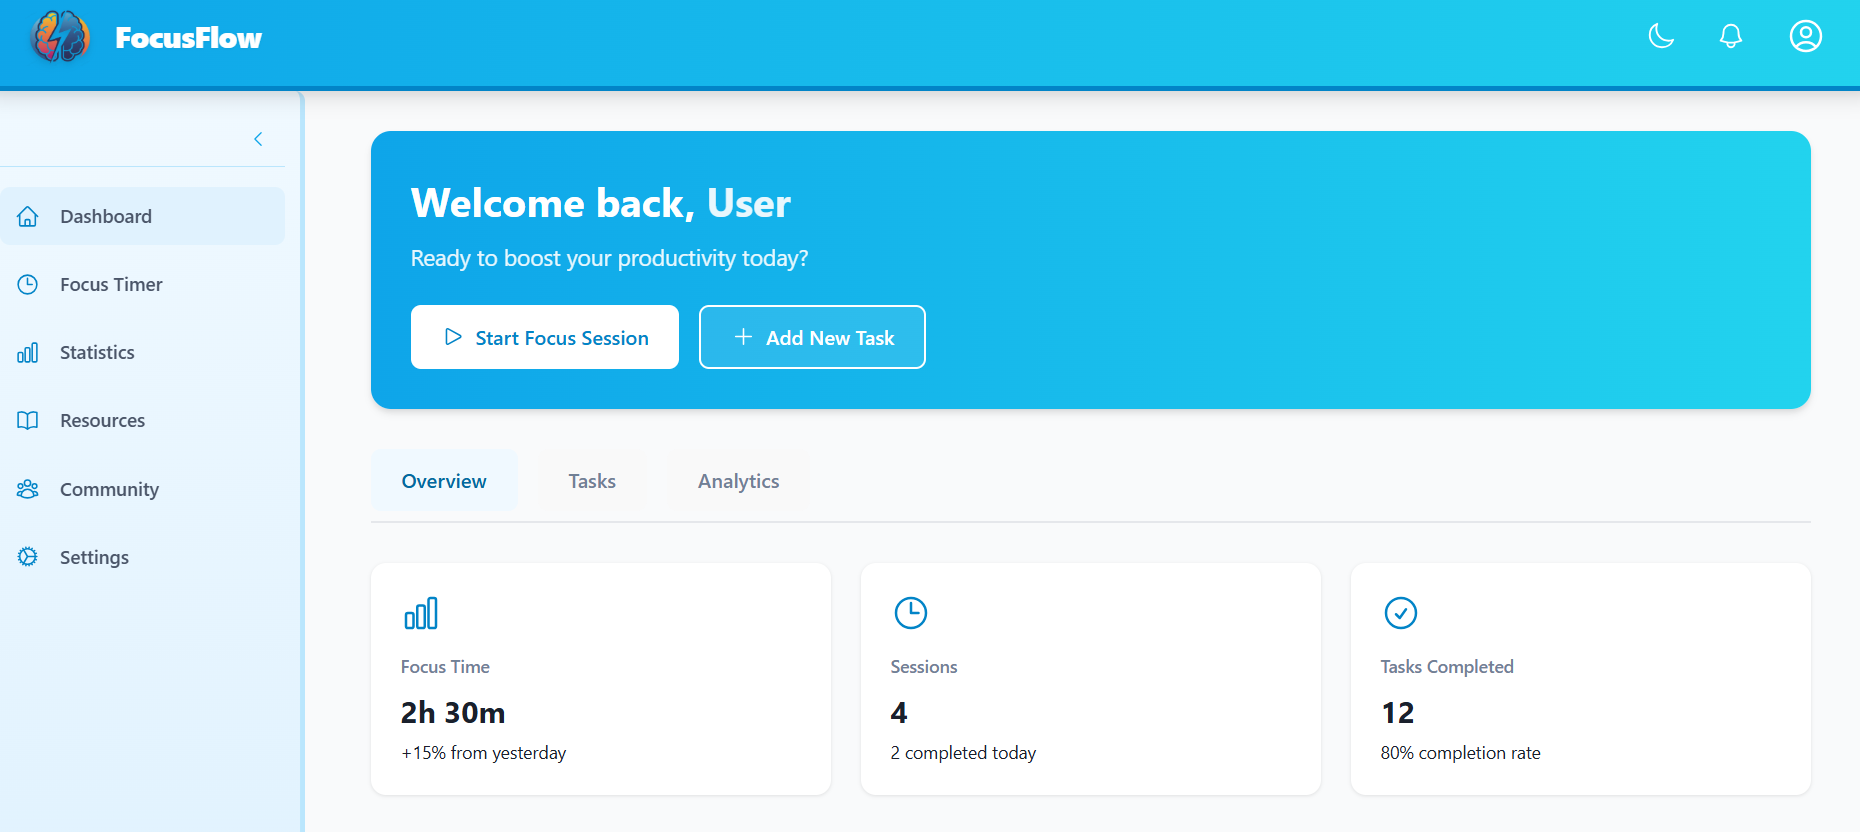 FocusFlow
Dashboard
Focus Timer
Statistics
Resources
Community
Settings
Welcome back, User
Ready to boost your productivity today?
Start Focus Session
Add New Task
Overview
Tasks
Analytics
Focus Time
2h 30m
+15% from yesterday
Sessions
4
2 completed today
Tasks Completed
12
80% completion rate